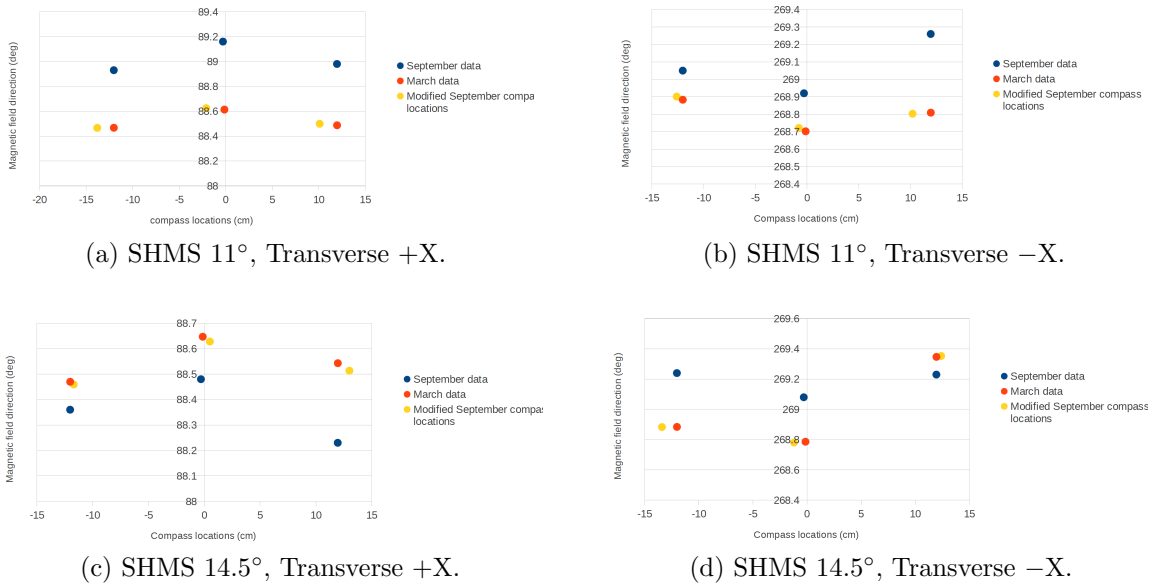 89.4
89.2
89
88.8
88.6
88.4
88.2
88
-20 -15 -10 -5 0 5 10 15
Magnetic field direction (deg)
compass locations (cm)
September data
March data
Modified September compa
locations
(a) SHMS 11°, Transverse +X.
269.4
269.3
269.2
269.1
269
268.9
268.8
268.7
268.6
268.5
268.4
-15 -10 -5 0 5 10 15
Magnetic field direction (deg)
Compass locations (cm)
September data
March data
Modified September compass
locations
(b) SHMS 11°, Transverse −X.
88.7
88.6
88.5
88.4
88.3
88.2
88.1
88
-15 -10 -5 0 5 10 15
Magnetic field direction (deg)
Compass locations (cm)
September data
March data
Modified September compas
locations
(c) SHMS 14.5°, Transverse +X.
269.6
269.4
269.2
269
268.8
268.6
268.4
-15 -10 -5 0 5 10 15
Magnetic field direction (deg)
Compass locations (cm)
September data
March data
Modified September compass
locations
(d) SHMS 14.5°, Transverse −X.